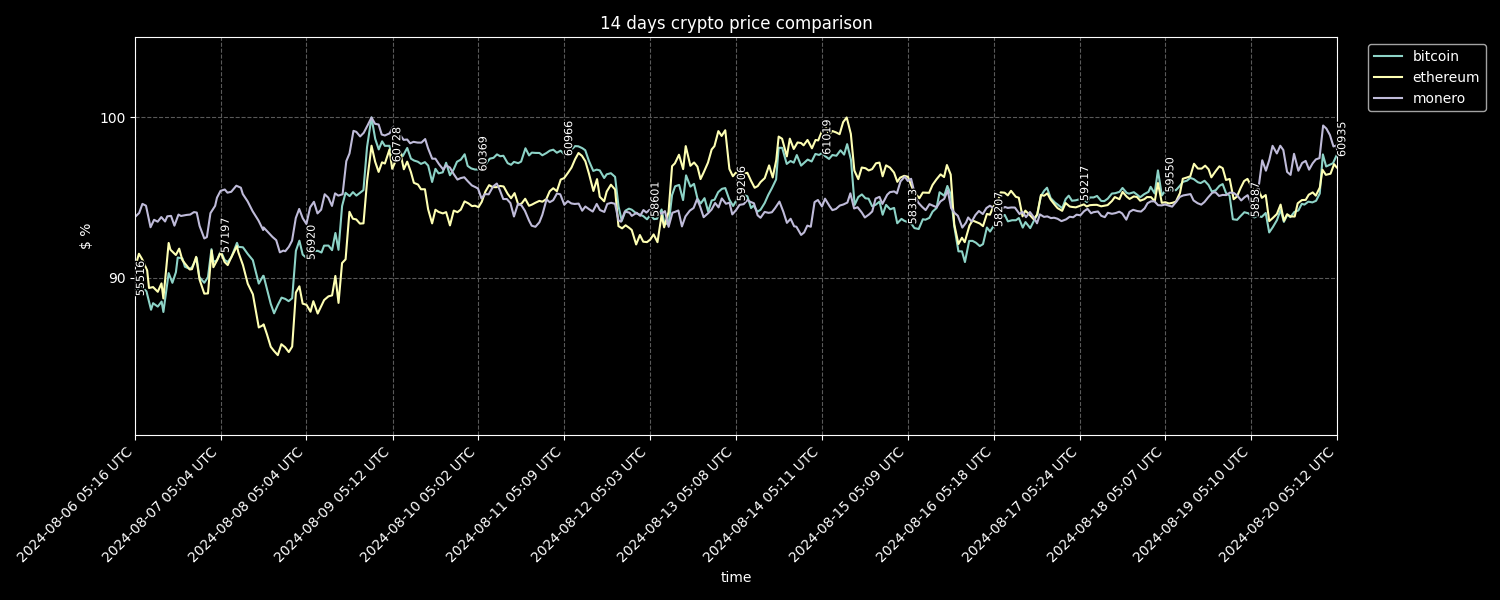 14 days crypto price comparison
bitcoin
ethereum
monero
$ %
100
90
55516
57197
56920
60728
60369
60966
58601
59206
61019
58313
58207
59217
59550
58587
60935
2024-08-06 05:16 UTC
2024-08-07 05:04 UTC
2024-08-08 05:04 UTC
2024-08-09 05:12 UTC
2024-08-10 05:02 UTC
2024-08-11 05:09 UTC
2024-08-12 05:03 UTC
2024-08-13 05:08 UTC
2024-08-14 05:11 UTC
2024-08-15 05:09 UTC
2024-08-16 05:18 UTC
2024-08-17 05:24 UTC
2024-08-18 05:07 UTC
2024-08-19 05:10 UTC
2024-08-20 05:12 UTC
time